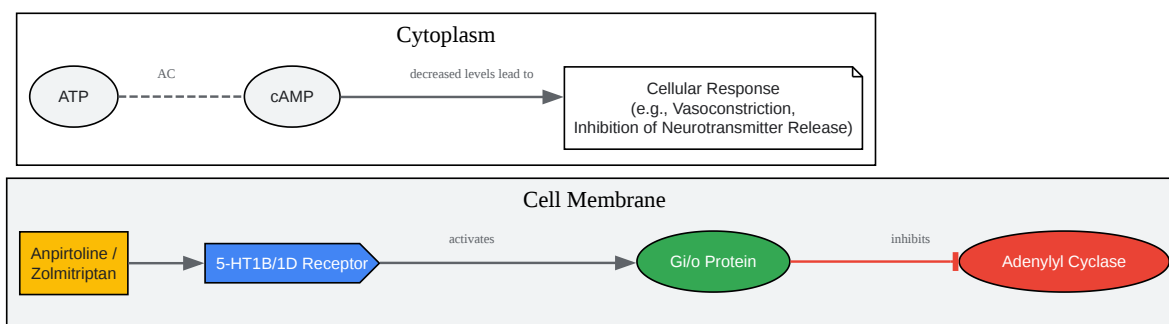 Cytoplasm
ATP
AC
cAMP
decreased levels lead to
Cellular Response
(e.g., Vasoconstriction,
Inhibition of Neurotransmitter Release)
Cell Membrane
Anpirtoline /
Zolmitriptan
5-HT1B/1D Receptor
activates
Gi/o Protein
inhibits
Adenylyl Cyclase